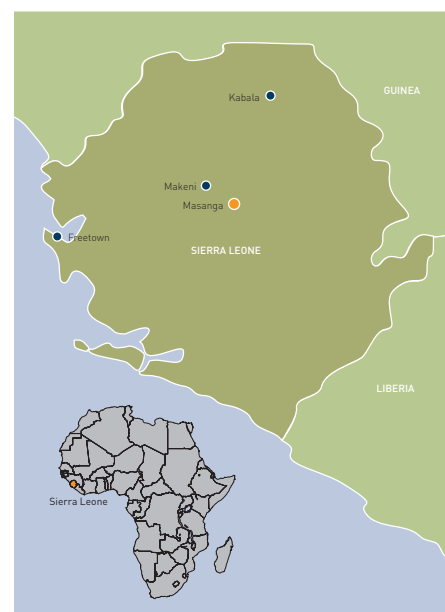 GUINEA
Kabala
Makeni
Masanga
Freetown
SIERRA LEONE
LIBERIA
Sierra Leone